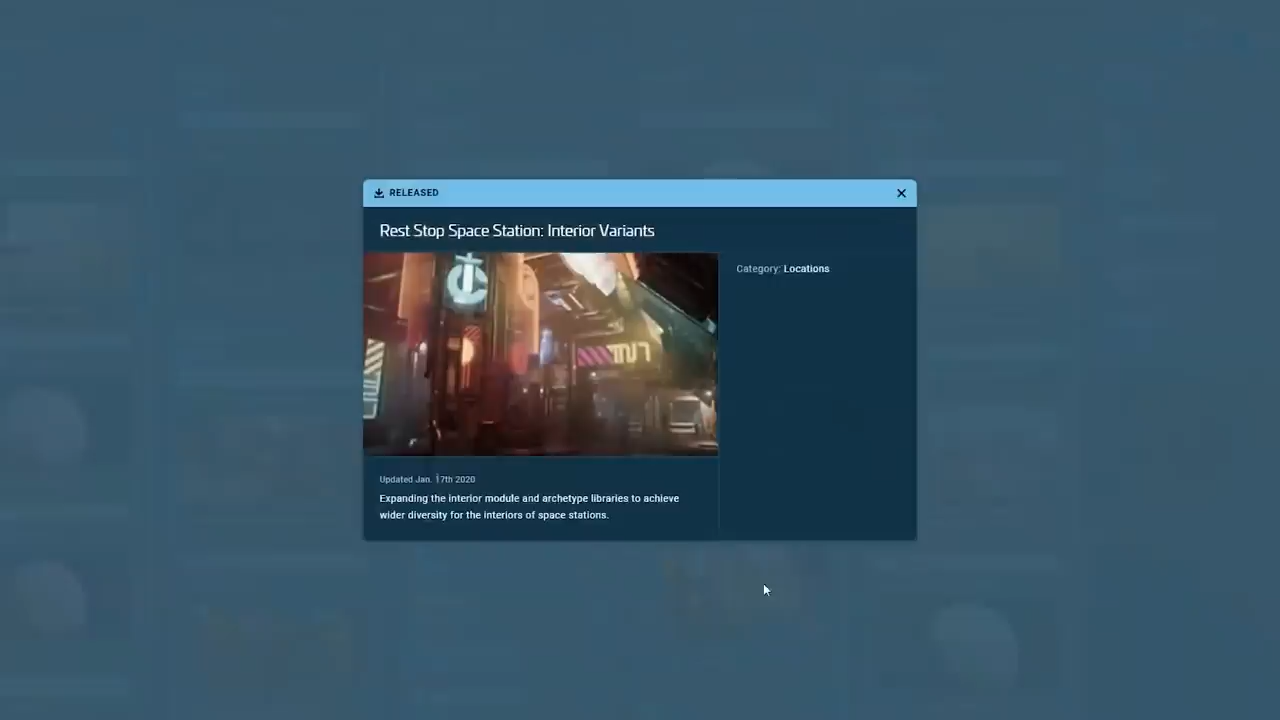 RELEASED
Rest Stop Space Station: Interior Variants
Category: Locations
Updated Jan. 17th 2020
Expanding the interior module and archetype libraries to achieve
wider diversity for the interiors of space stations.